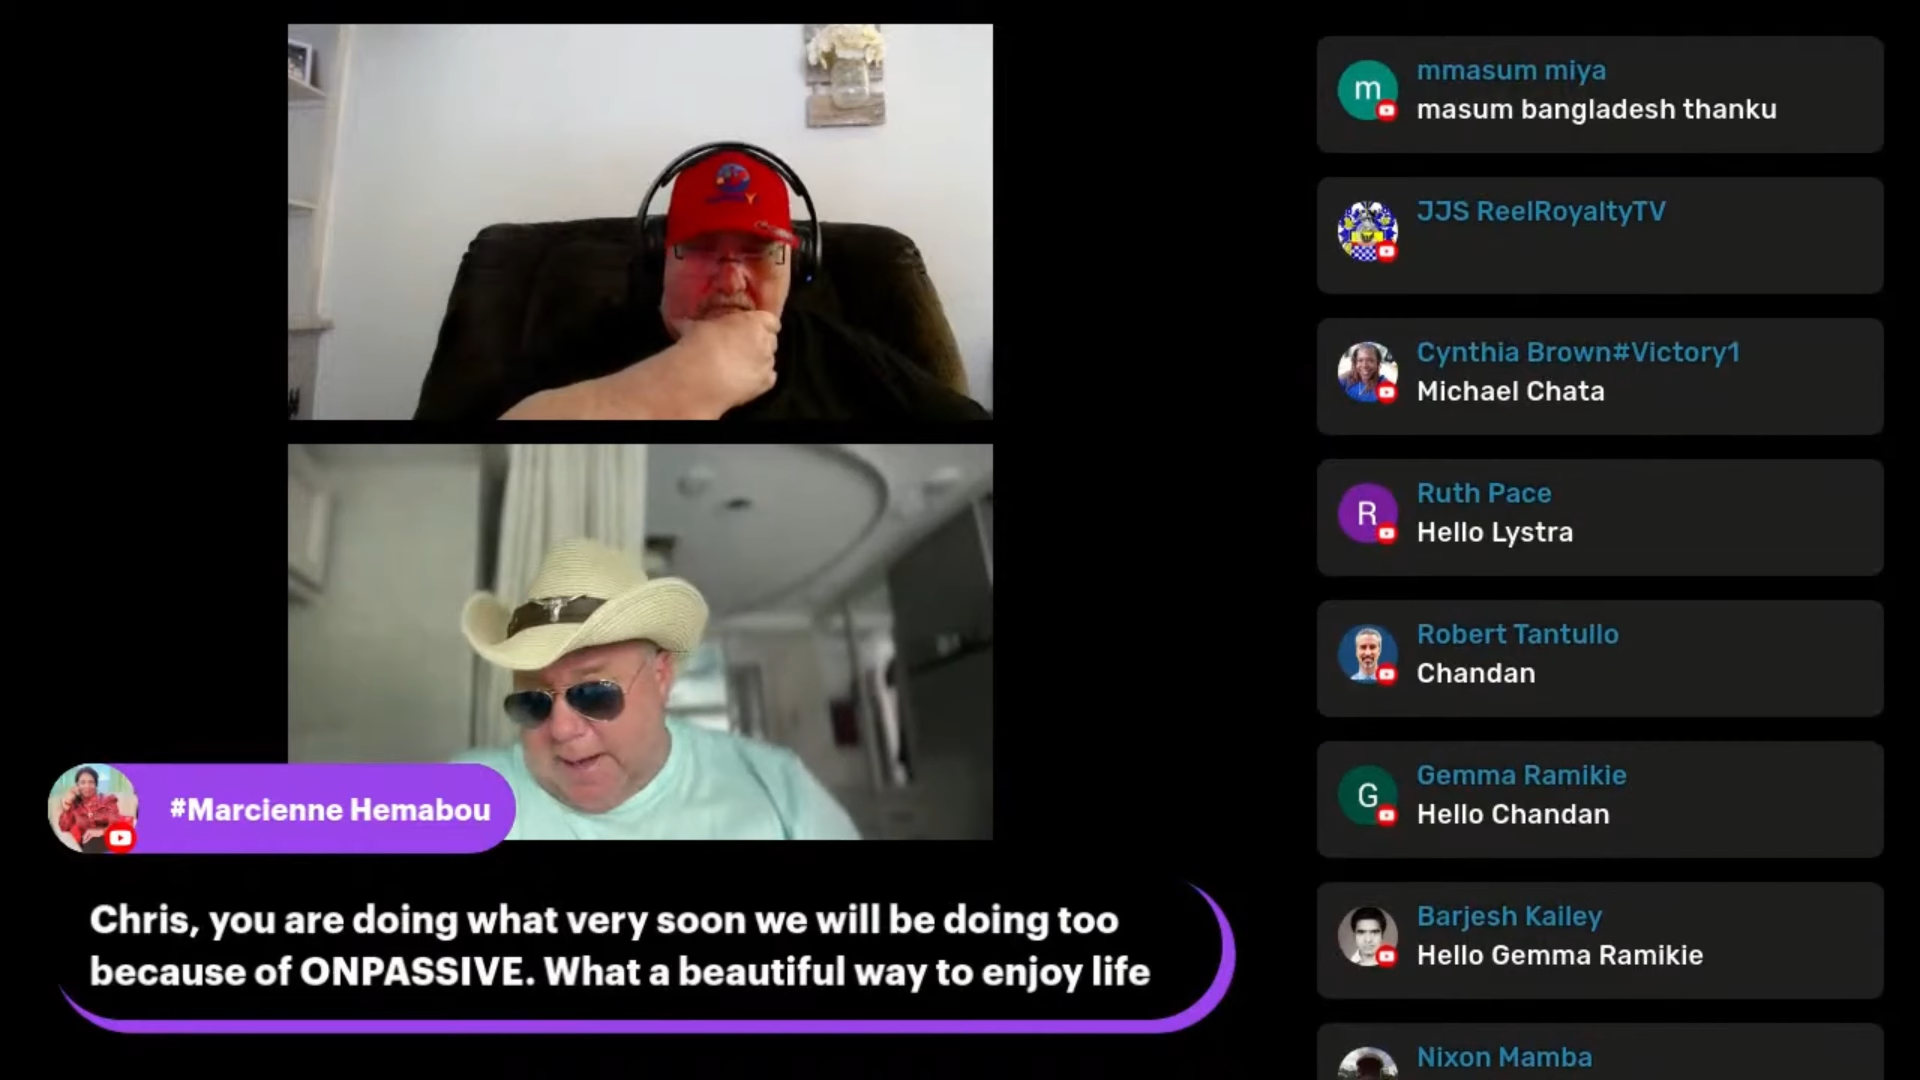 mmasum miya
masum bangladesh thanku
JJS ReelRoyaltyTV
Cynthia Brown#Victory1
Michael Chata
R
Ruth Pace
Hello Lystra
Robert Tantullo
Chandan
G
Gemma Ramikie
Hello Chandan
Barjesh Kailey
Hello Gemma Ramikie
Nixon Mamba
m
#Marcienne Hemabou
Chris, you are doing what very soon we will be doing too
because of ONPASSIVE. What a beautiful way to enjoy life